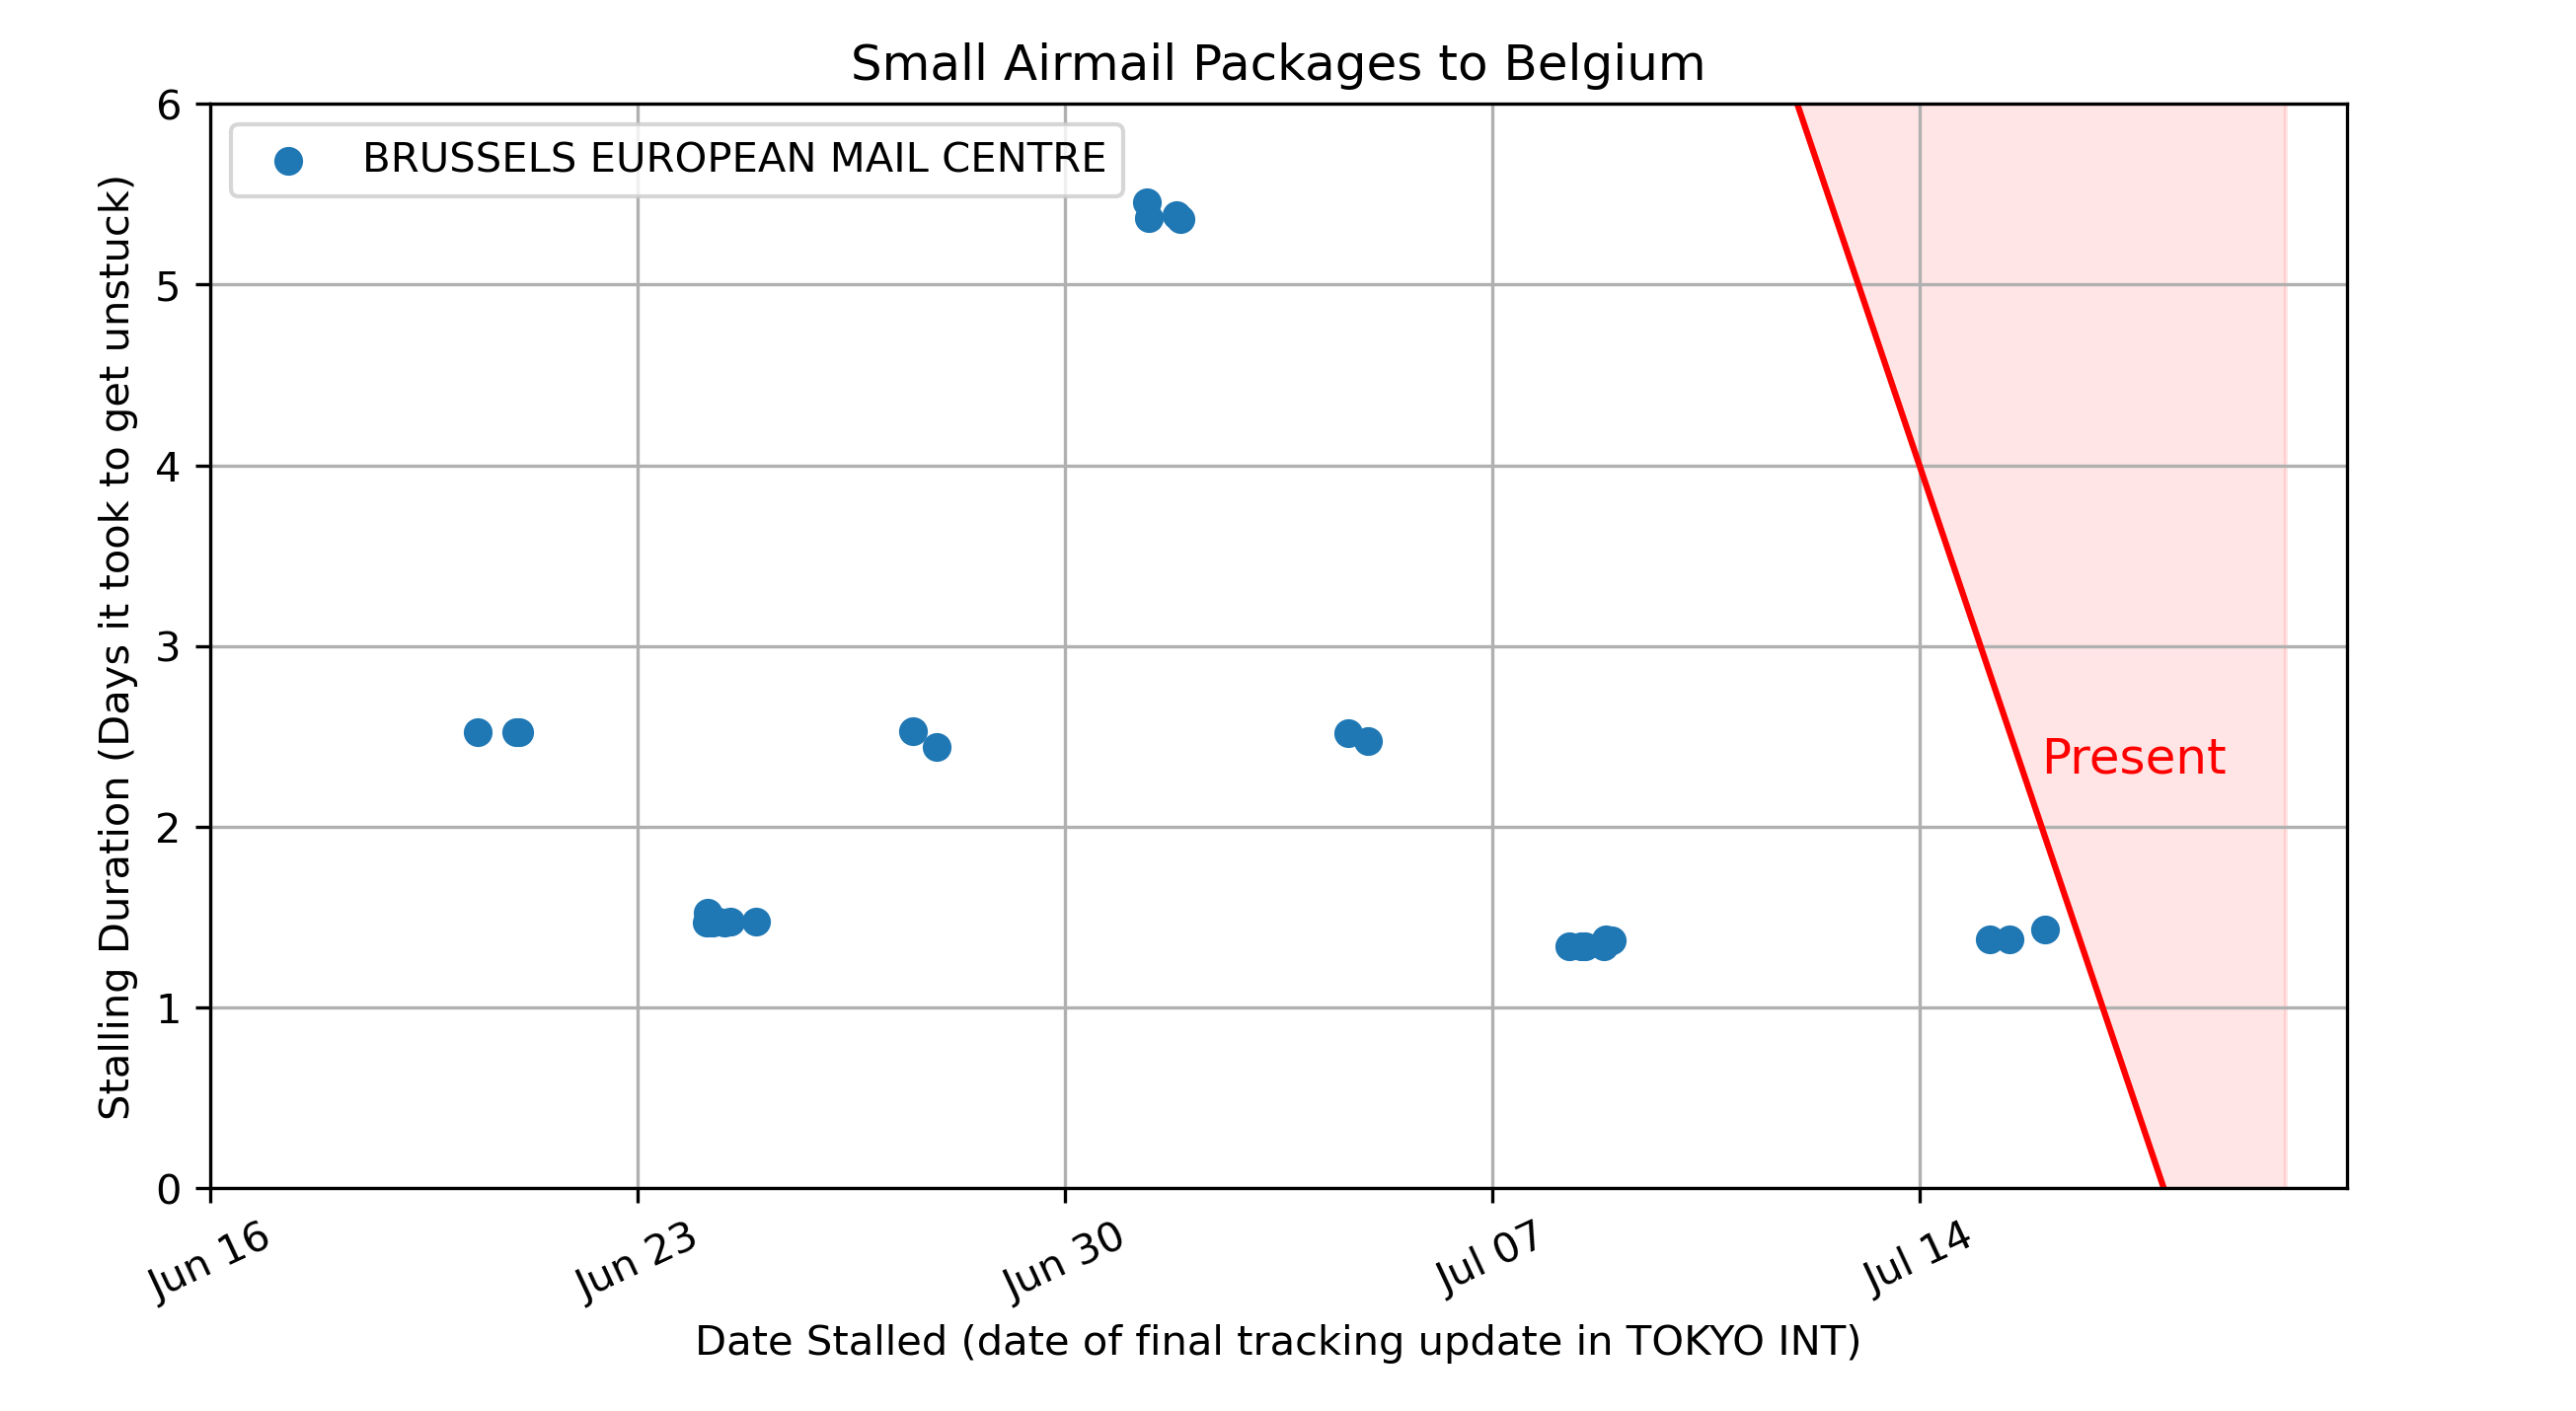 Small Airmail Packages to Belgium
BRUSSELS EUROPEAN MAIL CENTRE
Stalling Duration (Days it took to get unstuck)
6
5
4
3
2
1
0
Present
Jun 16
Jun 23
Jun 30
Jul 07
Jul 14
Date Stalled (date of final tracking update in TOKYO INT)